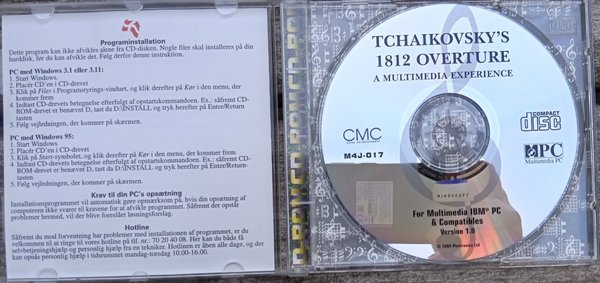 Programinstallation
Dette program kan ikke afvikles alene fra CD-disken. Nogle filer skal installeres på din
harddisk, før du kan afvikle det. Følg derfor denne instruktion.
PC med Windows 3.1 eller 3.11:
1. Start Windows
2. Placér CD'en i CD-drevet
3. Klik på Filer i Programstyrings-vinduet, og klik derefter på Kør i den menu, der
kommer frem
4. Indtast CD-drevets betegnelse efterfulgt af opstartskommandoen. Ex.: såfremt CD-
ROM-drevet er benævnt D, tast da D:\INSTALL og tryk herefter på Enter/Return-
tasten
5. Følg vejledningen, der kommer på skærmen.
PC med Windows 95:
1. Start Windows
2. Placér CD'en i CD-drevet
3. Klik på Start-symbolet, og klik derefter på Kør i den menu, der kommer frem
4. Indtast CD-drevets betegnelse efterfulgt af opstartskommandoen. Ex.: såfremt CD-
ROM-drevet er benævnt D, tast da D:\INSTALL og tryk herefter på Enter/Return-
tasten
5. Følg vejledningen, der kommer på skærmen.
Krav til din PC's opsætning
Installationsprogrammet vil automatisk gøre opmærksom på, hvis din opsætning af
computeren ikke svarer til kravene for at afvikle programmet. Såfremt der opstår
problemer hermed, vil der blive foreslået løsningsforslag.
Hotline
Såfremt du mod forventning har problemer med installationen af programmet, er du
velkommen til at ringe til vores hotline på tlf. nr.: 70 20 40 08. Her kan du både få
selvbetjeningshjælp og personlig hjælp fra en tekniker. Hotlinen er åben alle dage, og der
kan opnås personlig hjælp i tidsrummet mandag-torsdag 10.00-16.00.
TCHAIKOVSKY'S
1812 OVERTURE
A MULTIMEDIA EXPERIENCE
CMC
HOME ENTERTAINMENT
M4J-017
COMPACT
disc
MPC
Multimedia PC
MINDSCAPE
For Multimedia IBM® PC
& Compatibles
Version 1.0